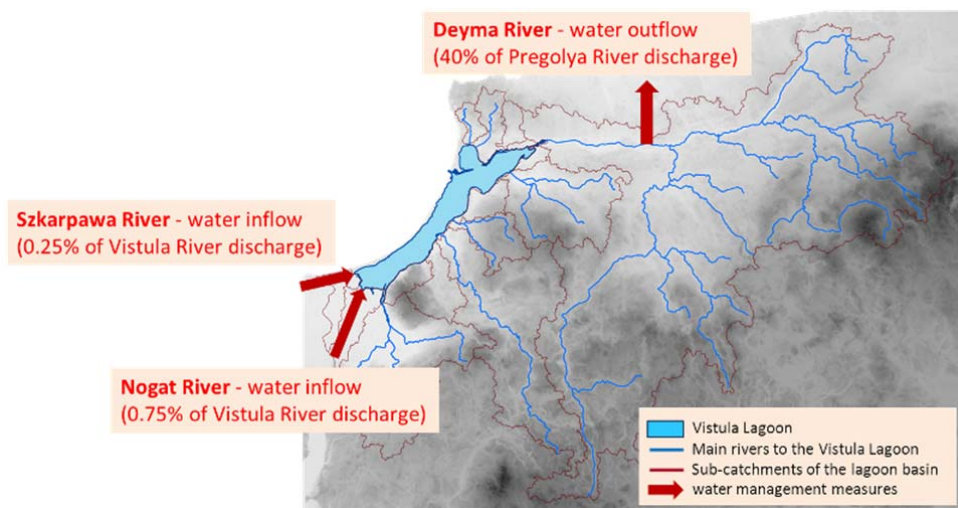 Deyma River - water outflow
(40% of Pregolya River discharge)
Szkarpawa River - water inflow
(0.25% of Vistula River discharge)
Nogat River - water inflow
(0.75% of Vistula River discharge)
Vistula Lagoon
Main rivers to the Vistula Lagoon
Sub-catchments of the lagoon basin
water management measures